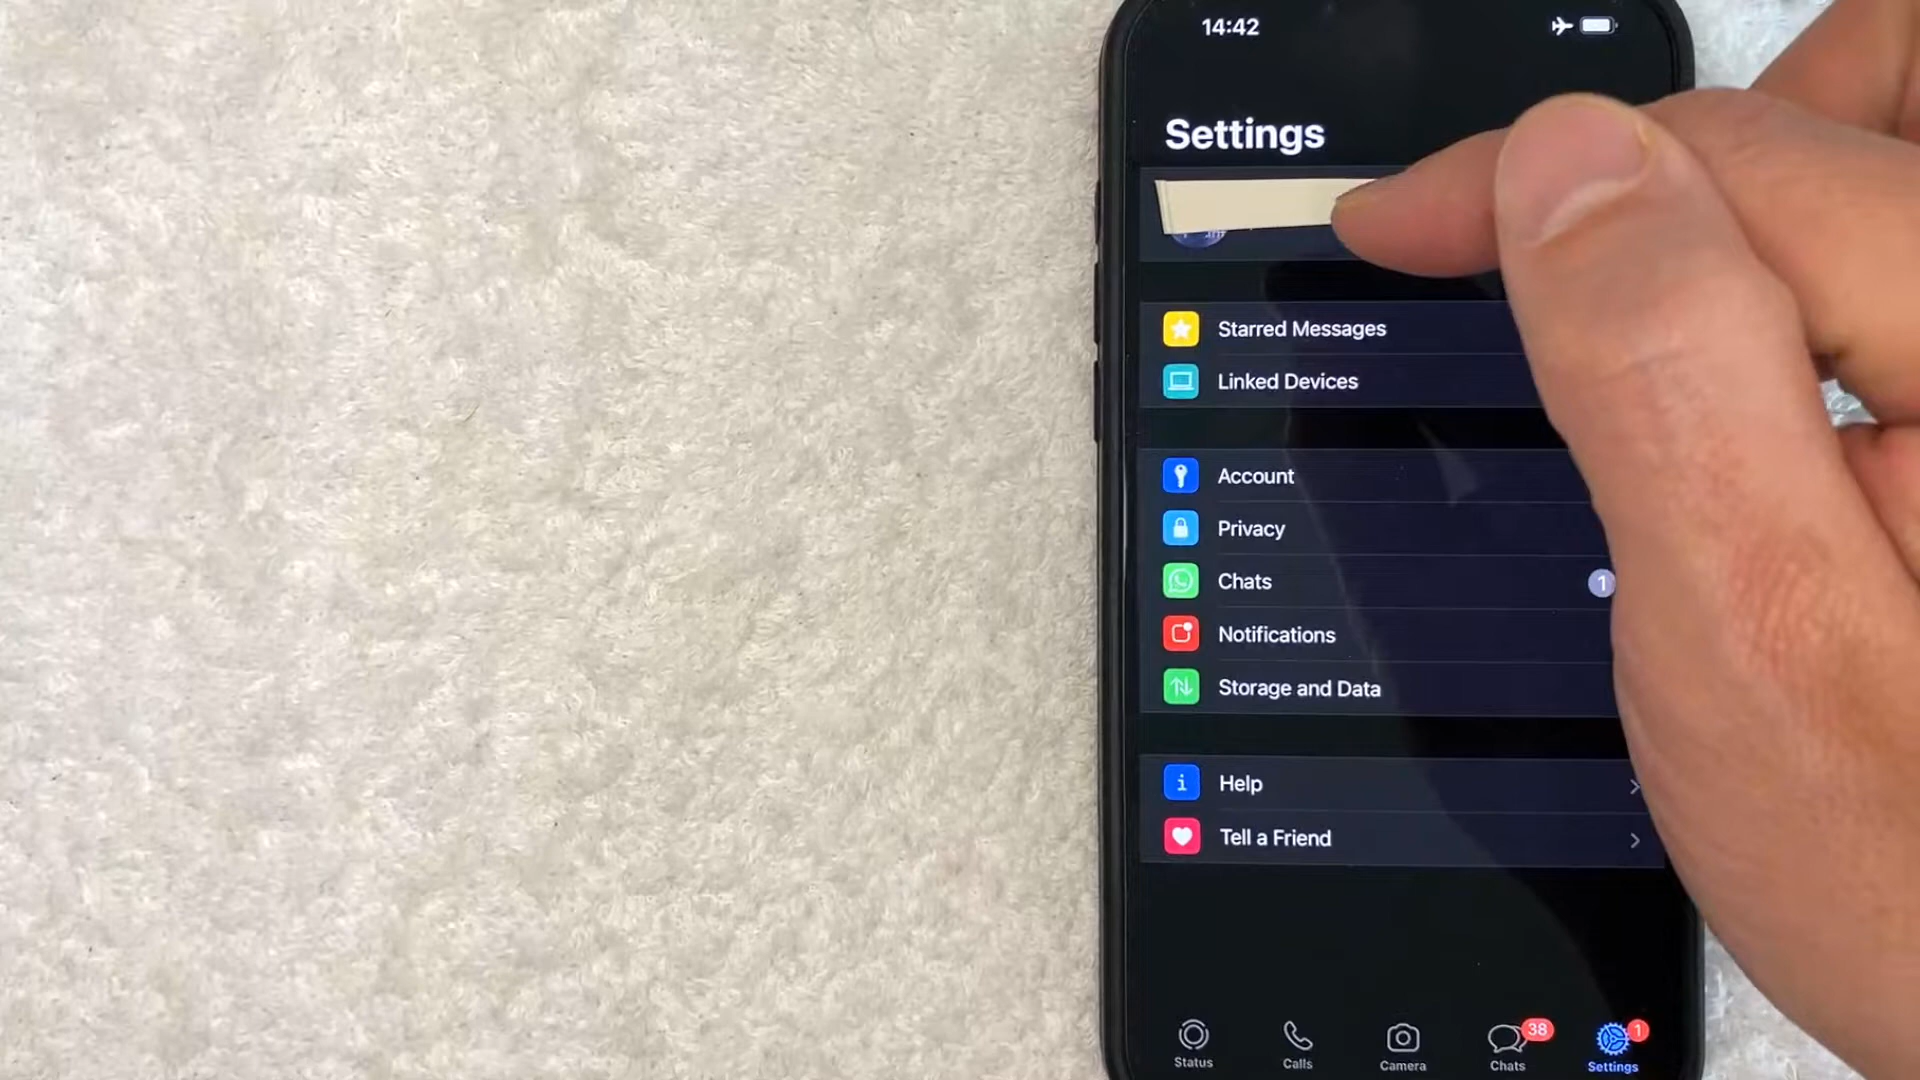 14:42
Settings
Starred Messages
Linked Devices
Account
Privacy
Chats
1
Notifications
Storage and Data
Help
Tell a Friend
Status
Calls
Camera
38
Chats
1
Settings